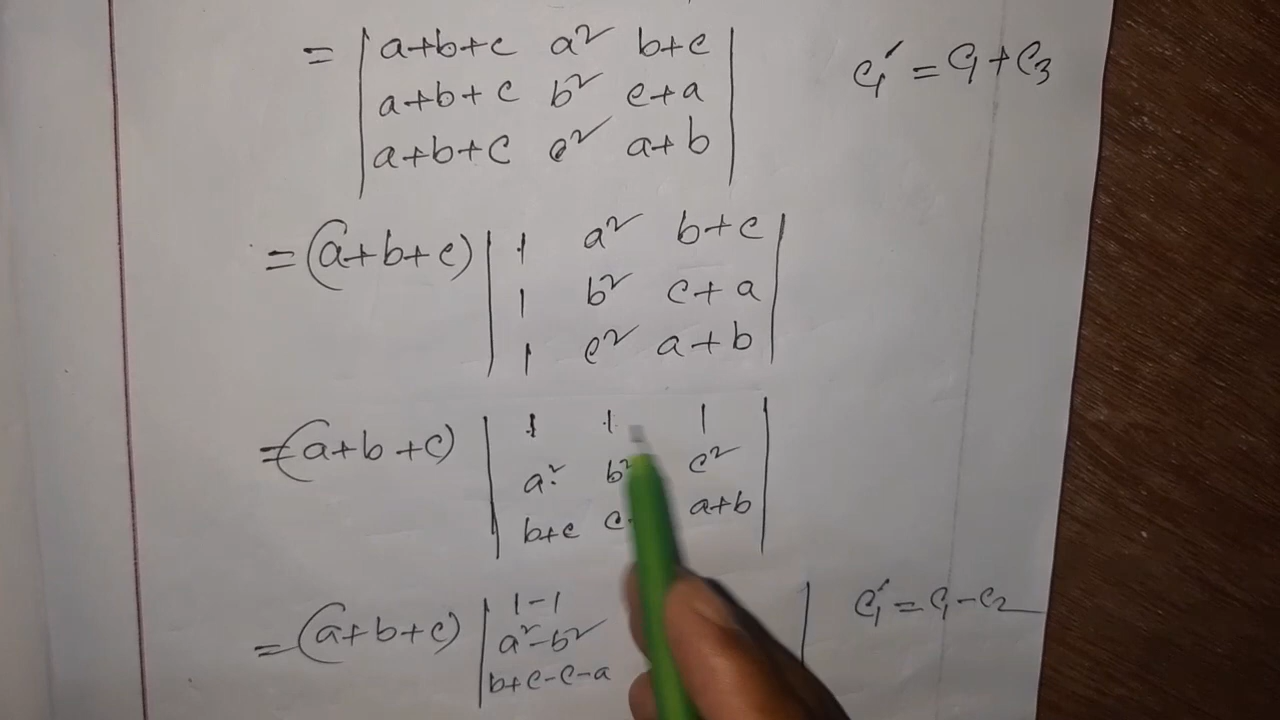 = | a+b+c a² b+c | C₁′ = C₁+C₃
| a+b+c b² c+a |
| a+b+c c² a+b |
= (a+b+c) | 1 a² b+c |
| 1 b² c+a |
| 1 c² a+b |
= (a+b+c) | 1 1 1 |
| a² b² c² |
| b+c c a+b |
= (a+b+c) | 1-1 | C₁′ = C₁-C₂
| a²-b² |
| b+c-c-a